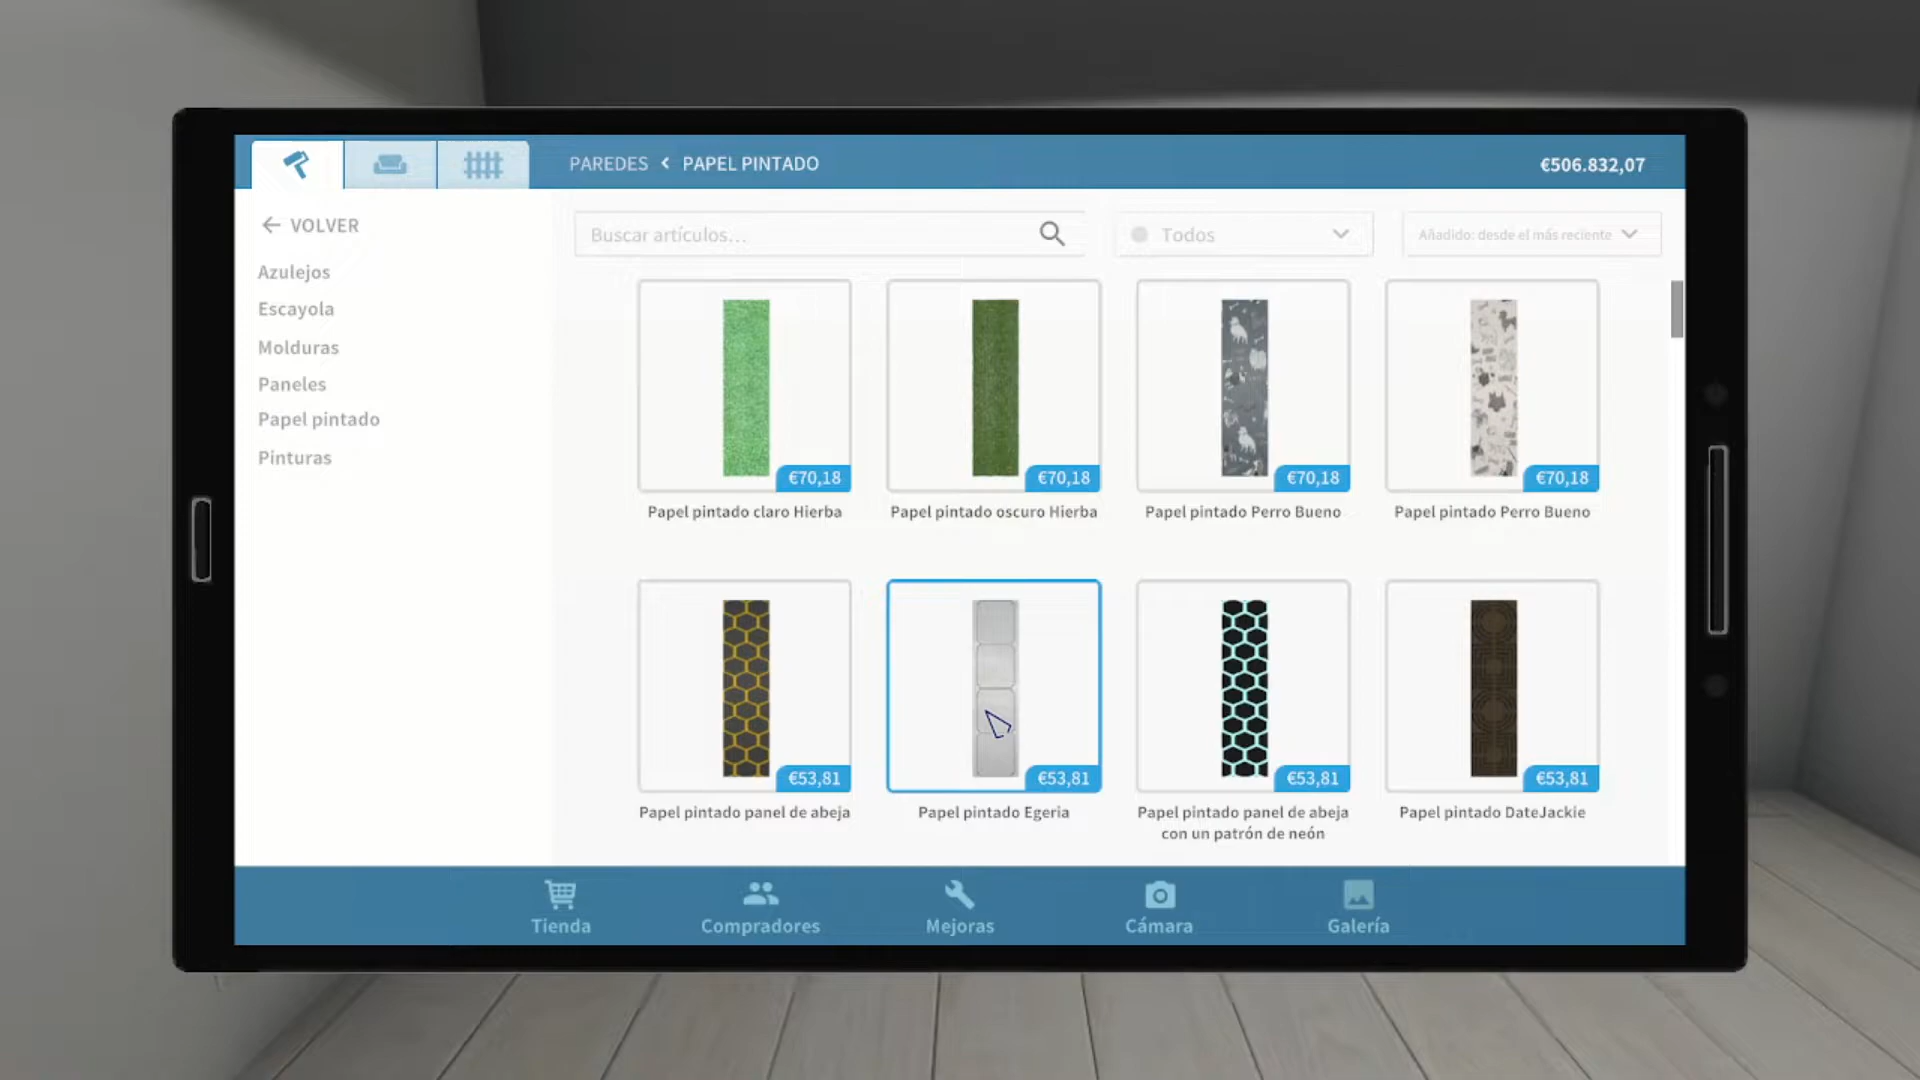 PAREDES < PAPEL PINTADO
€506.832,07
VOLVER
Azulejos
Escayola
Molduras
Paneles
Papel pintado
Pinturas
Buscar artículos...
Todos
Añadido: desde el más reciente
€70,18
€70,18
€70,18
€70,18
Papel pintado claro Hierba
Papel pintado oscuro Hierba
Papel pintado Perro Bueno
Papel pintado Perro Bueno
€53,81
€53,81
€53,81
€53,81
Papel pintado panel de abeja
Papel pintado Egeria
Papel pintado panel de abeja
con un patrón de neón
Papel pintado DateJackie
Tienda
Compradores
Mejoras
Cámara
Galería